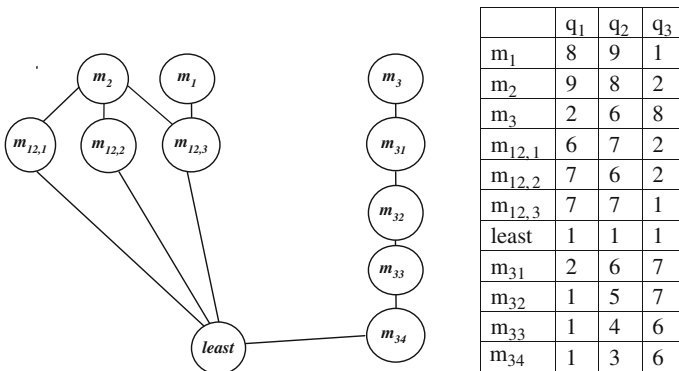 m2 m1 m3
m12,1 m12,2 m12,3 m31
m32
m33
least m34
q1 q2 q3
m1 8 9 1
m2 9 8 2
m3 2 6 8
m12, 1 6 7 2
m12, 2 7 6 2
m12, 3 7 7 1
least 1 1 1
m31 2 6 7
m32 1 5 7
m33 1 4 6
m34 1 3 6